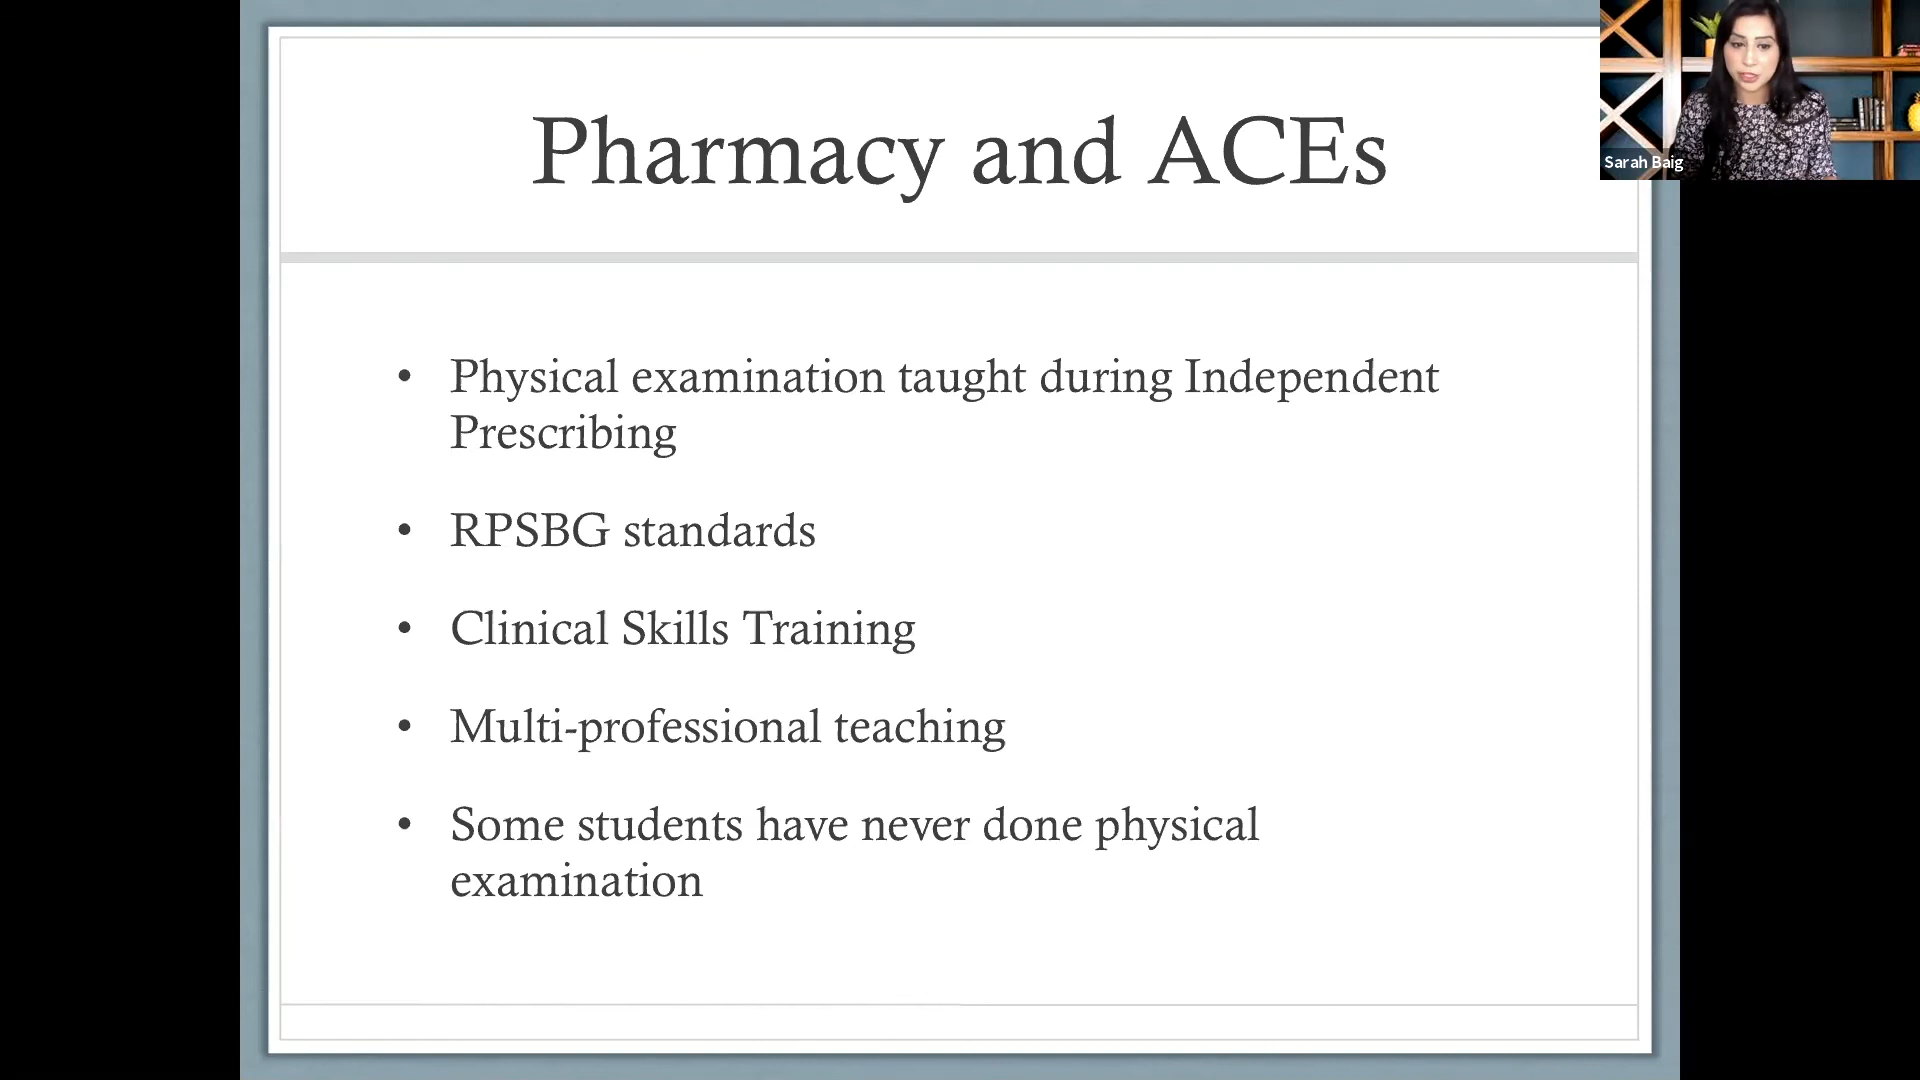 Pharmacy and ACEs
Sarah Baig
• Physical examination taught during Independent
Prescribing
• RPSBG standards
• Clinical Skills Training
• Multi-professional teaching
• Some students have never done physical
examination